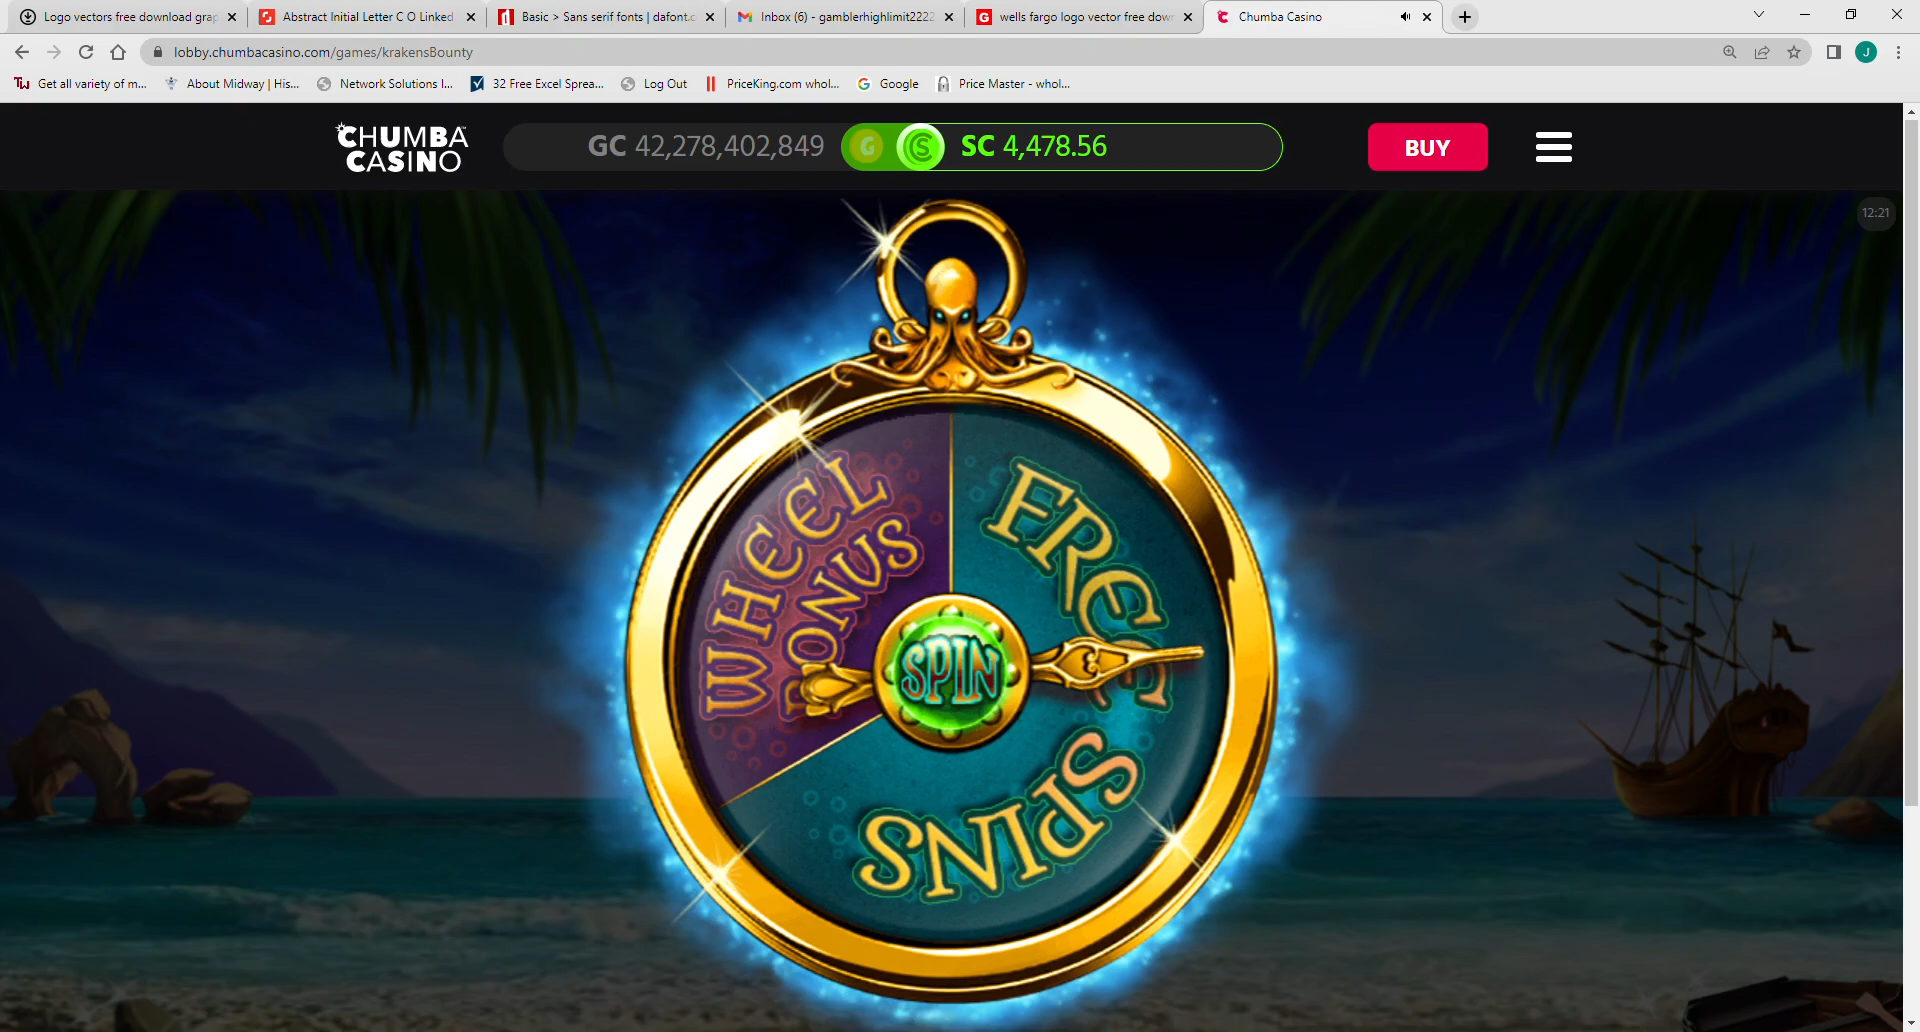 Logo vectors free download grap
Abstract Initial Letter C O Linked
Basic > Sans serif fonts | dafont.c
Inbox (6) - gamblerhighlimit2222
wells fargo logo vector free dow
Chumba Casino
lobby.chumbacasino.com/games/krakensBounty
J
Get all variety of m...
About Midway | His...
Network Solutions I...
32 Free Excel Sprea...
Log Out
PriceKing.com whol...
Google
Price Master - whol...
CHUMBA
CASINO
GC 42,278,402,849
G
SC 4,478.56
BUY
12:21
WHEEL
BONUS
FREE
SPINS
SPIN